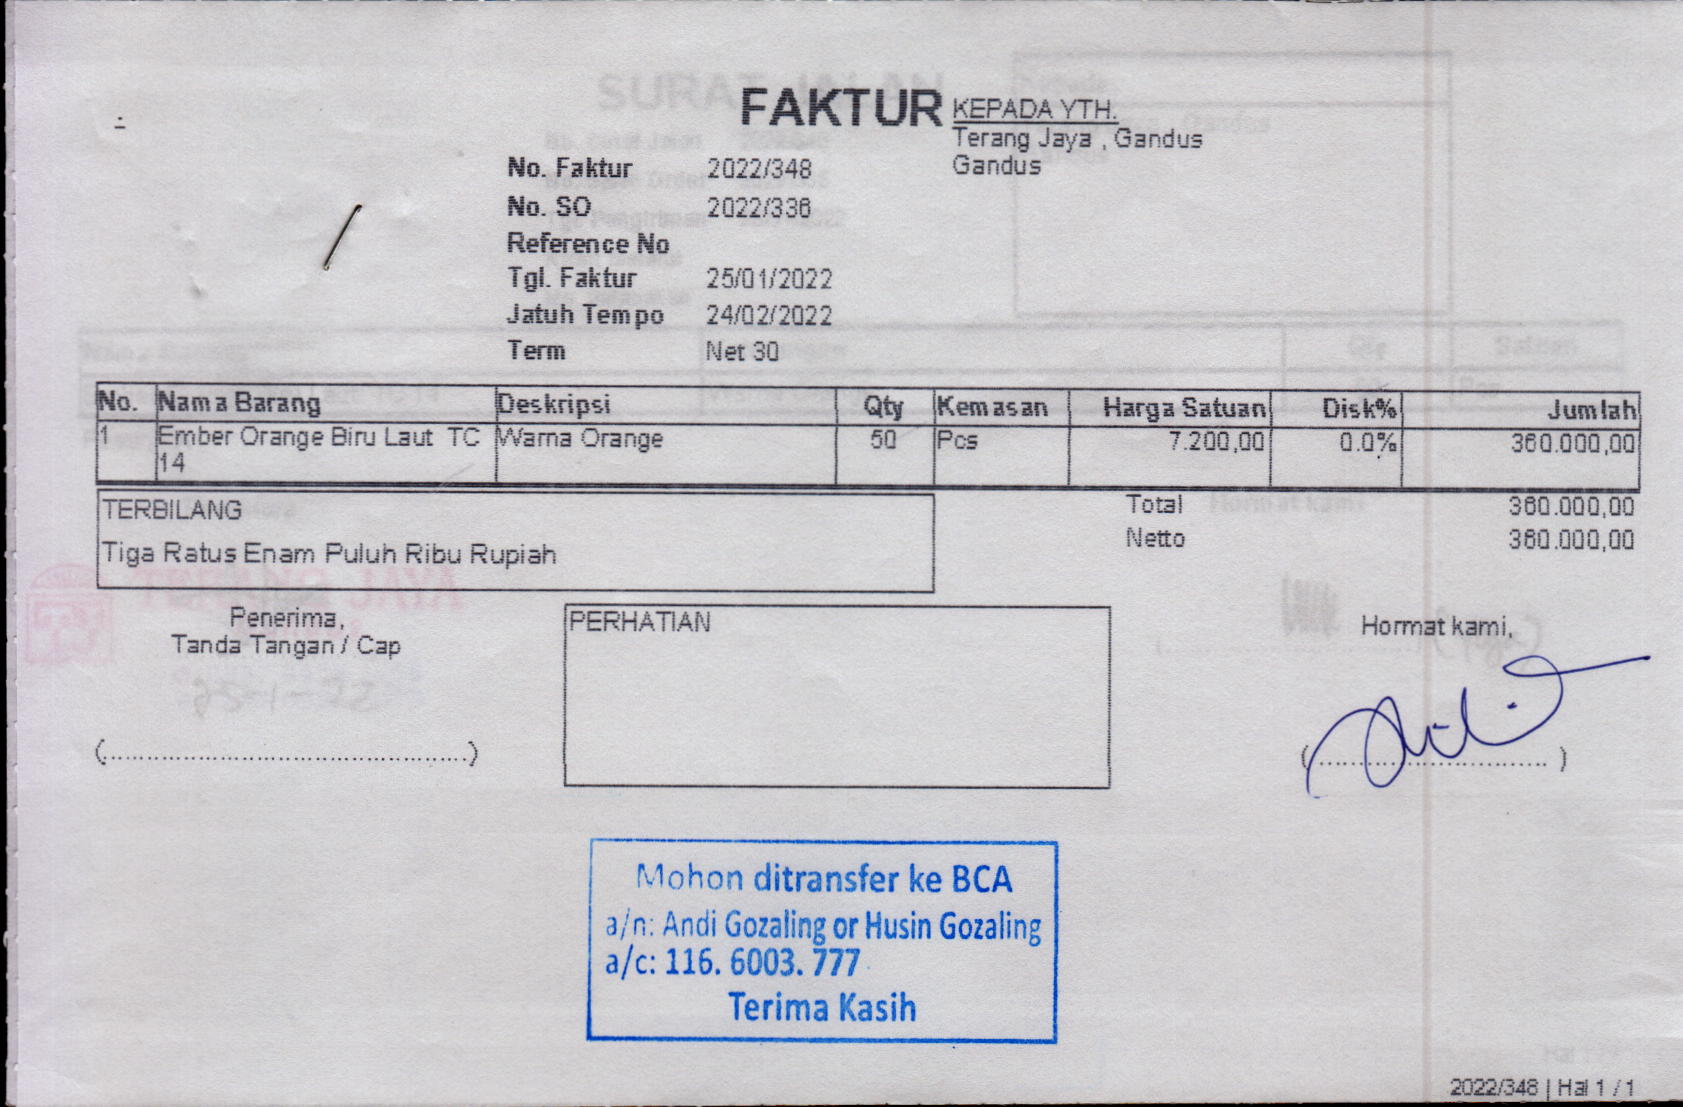 FAKTUR
KEPADA YTH.
Terang Jaya , Gandus
Gandus
No. Faktur 2022/348
No. SO 2022/336
Reference No
Tgl. Faktur 25/01/2022
Jatuh Tempo 24/02/2022
Term Net 30
No. Nama Barang Deskripsi Qty Kemasan Harga Satuan Disk% Jumlah
1 Ember Orange Biru Laut TC Warna Orange 50 Pcs 7.200,00 0.0% 360.000,00
14
TERBILANG
Tiga Ratus Enam Puluh Ribu Rupiah
Total 360.000,00
Netto 360.000,00
TERANG JAYA
Penerima,
Tanda Tangan / Cap
25-1-22
(...............................................)
PERHATIAN
Hormat kami,
(.............................. )
Mohon ditransfer ke BCA
a/n: Andi Gozaling or Husin Gozaling
a/c: 116. 6003. 777
Terima Kasih
2022/348 | Hal 1 / 1